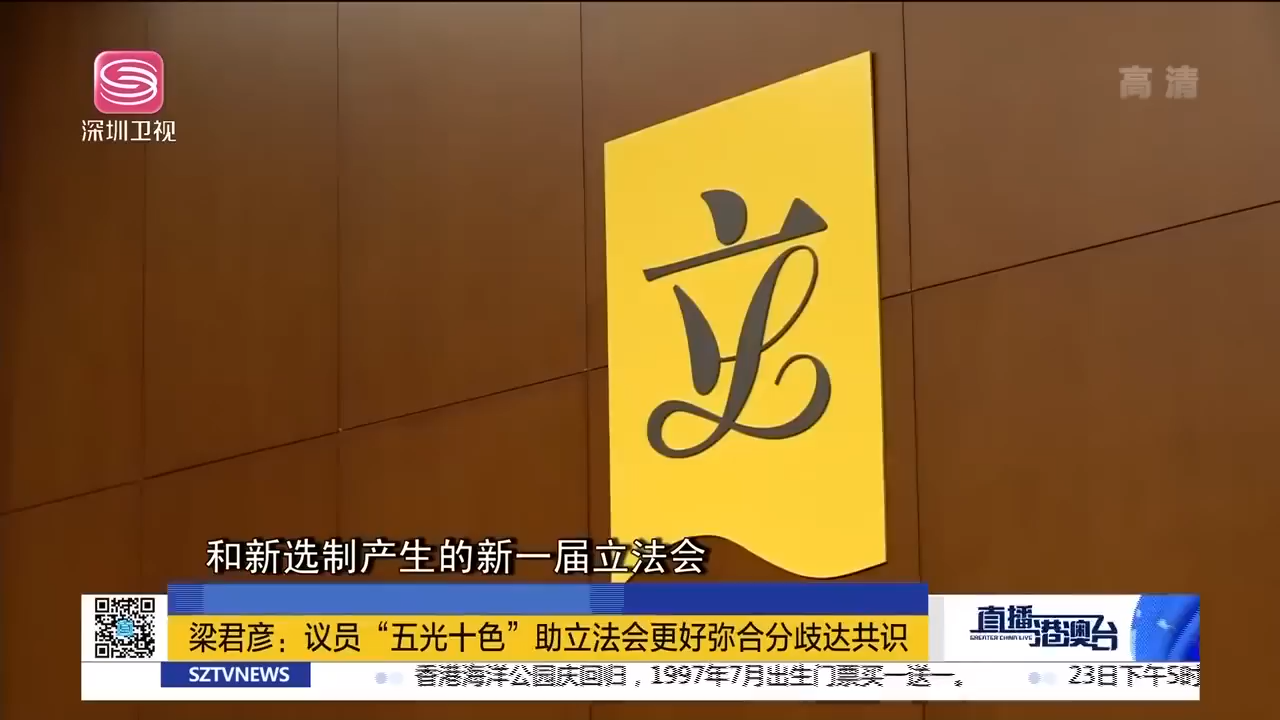 深圳卫视
高清
立
和新选制产生的新一届立法会
梁君彦：议员“五光十色”助立法会更好弥合分歧达共识
直播港澳台
GREATER CHINA LIVE
SZTVNEWS
香港海洋公园庆回归，1997年7月出生门票买一送一。
23日下午5时